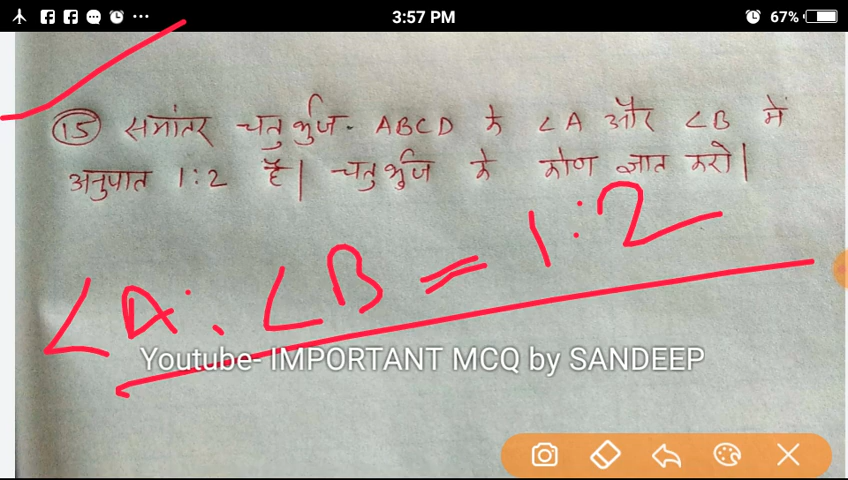 3:57 PM
67%
15 समांतर चतुर्भुज. ABCD के ∠A और ∠B में
अनुपात 1:2 है| चतुर्भुज के कोण ज्ञात करो|
∠A : ∠B = 1:2
Youtube- IMPORTANT MCQ by SANDEEP